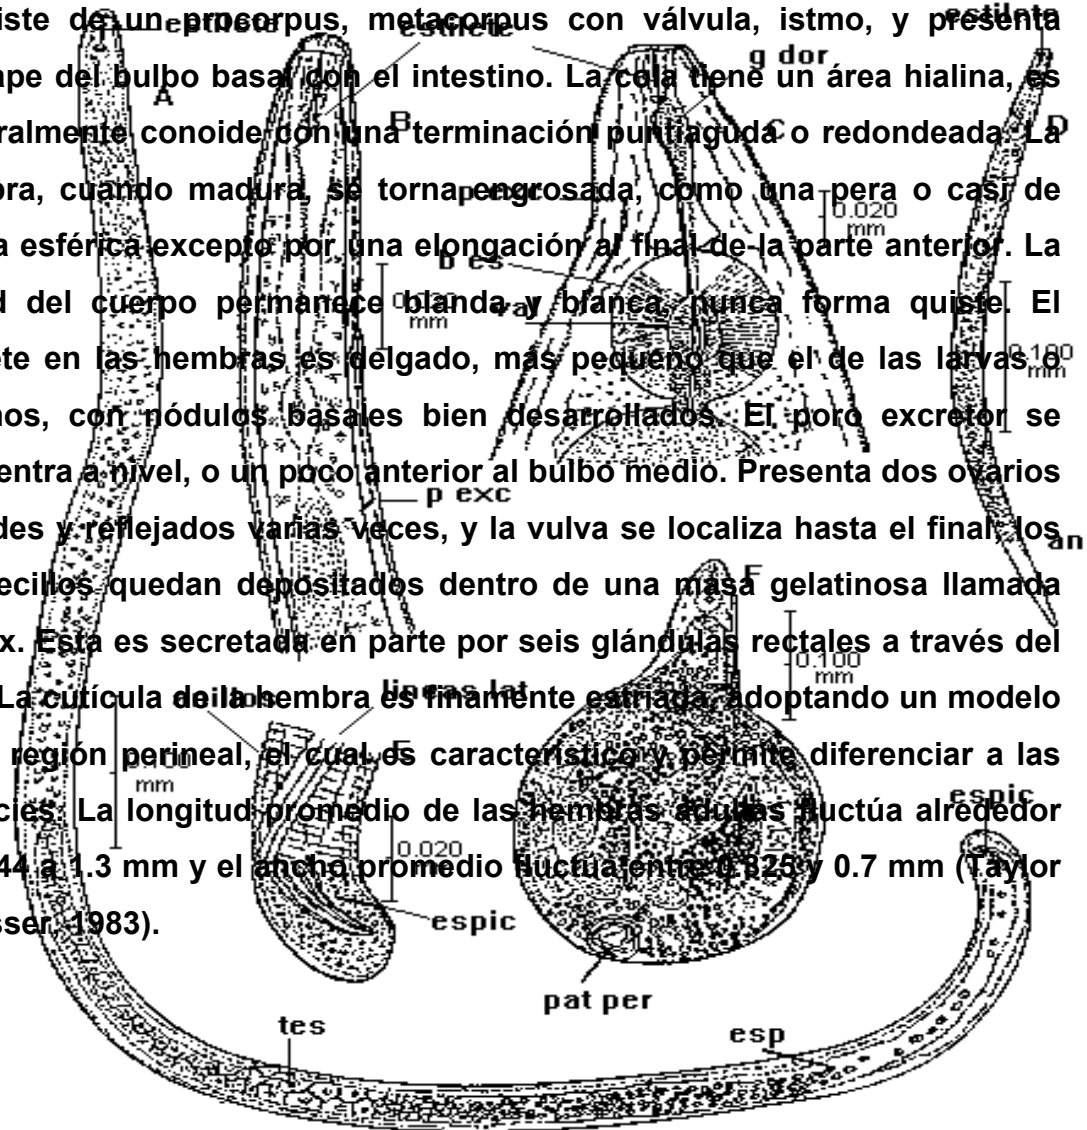 iste de un procorpus, metacorpus con válvula, istmo, y presenta
ape del bulbo basal con el intestino. La cola tiene un área hialina, es
ralmente conoide con una terminación puntiaguda o redondeada. La
bra, cuando madura, se torna engrosada, como una pera o casi de
a esférica excepto por una elongación al final de la parte anterior. La
d del cuerpo permanece blanda y blanca, nunca forma quiste. El
ete en las hembras es delgado, más pequeño que el de las larvas o
hos, con nódulos basales bien desarrollados. El poro excretor se
entra a nivel, o un poco anterior al bulbo medio. Presenta dos ovarios
des y reflejados varias veces, y la vulva se localiza hasta el final, los
ecillos quedan depositados dentro de una masa gelatinosa llamada
x. Esta es secretada en parte por seis glándulas rectales a través del
La cutícula de la hembra es finamente estriada, adoptando un modelo
región perineal, el cual es característico y permite diferenciar a las
cies. La longitud promedio de las hembras adultas fluctúa alrededor
44 a 1.3 mm y el ancho promedio fluctúa entre 0.325 y 0.7 mm (Taylor
sser, 1983).
estilete
estilete
estilete
g dor
A
B
C
D
p exc
0.020
mm
b es
mm
0.100
mm
p exc
an
F
0.100
mm
anillos
lineas lat
E
0.100
mm
espic
0.020
mm
espic
pat per
tes
esp